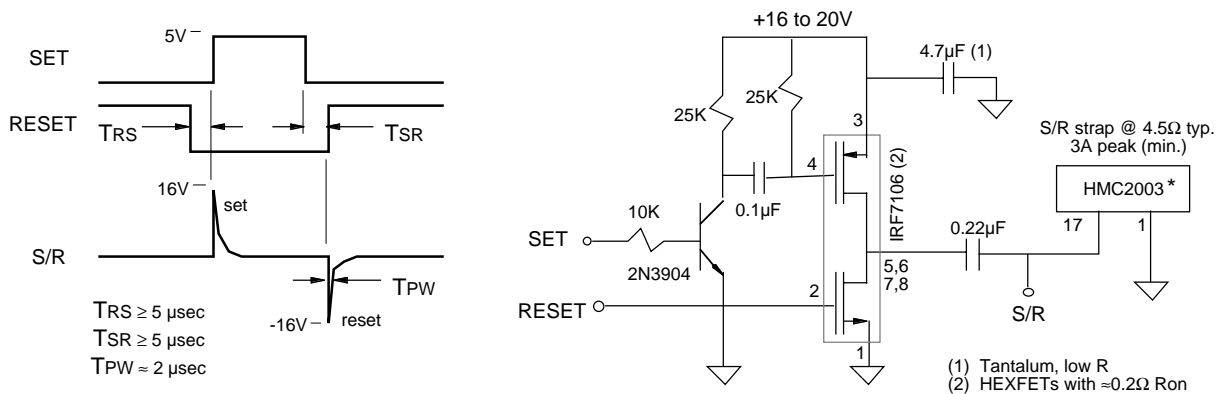 5V
SET
RESET
TRS
TSR
16V
set
S/R
TPW
-16V
reset
TRS ≥ 5 µsec
TSR ≥ 5 µsec
TPW ≈ 2 µsec
+16 to 20V
4.7µF (1)
25K
25K
3
S/R strap @ 4.5Ω typ.
3A peak (min.)
4
IRF7106 (2)
HMC2003 *
0.1µF
10K
0.22µF
17
1
SET
2N3904
5,6
7,8
2
RESET
S/R
1
(1) Tantalum, low R
(2) HEXFETs with ≈0.2Ω Ron